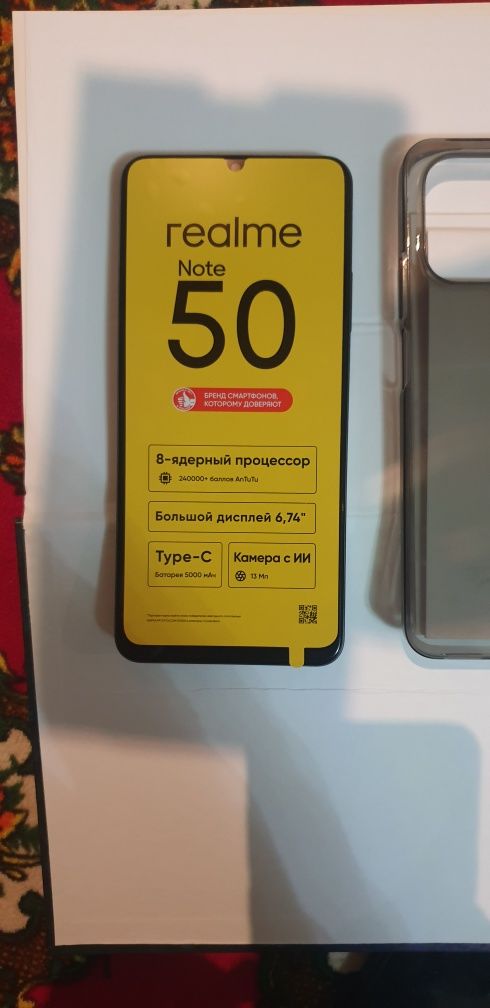 realme
Note
50
БРЕНД СМАРТФОНОВ,
КОТОРОМУ ДОВЕРЯЮТ
8-ядерный процессор
240000+ баллов AnTuTu
Большой дисплей 6,74"
Type-C
Батарея 5000 мАч
Камера с ИИ
13 Мп